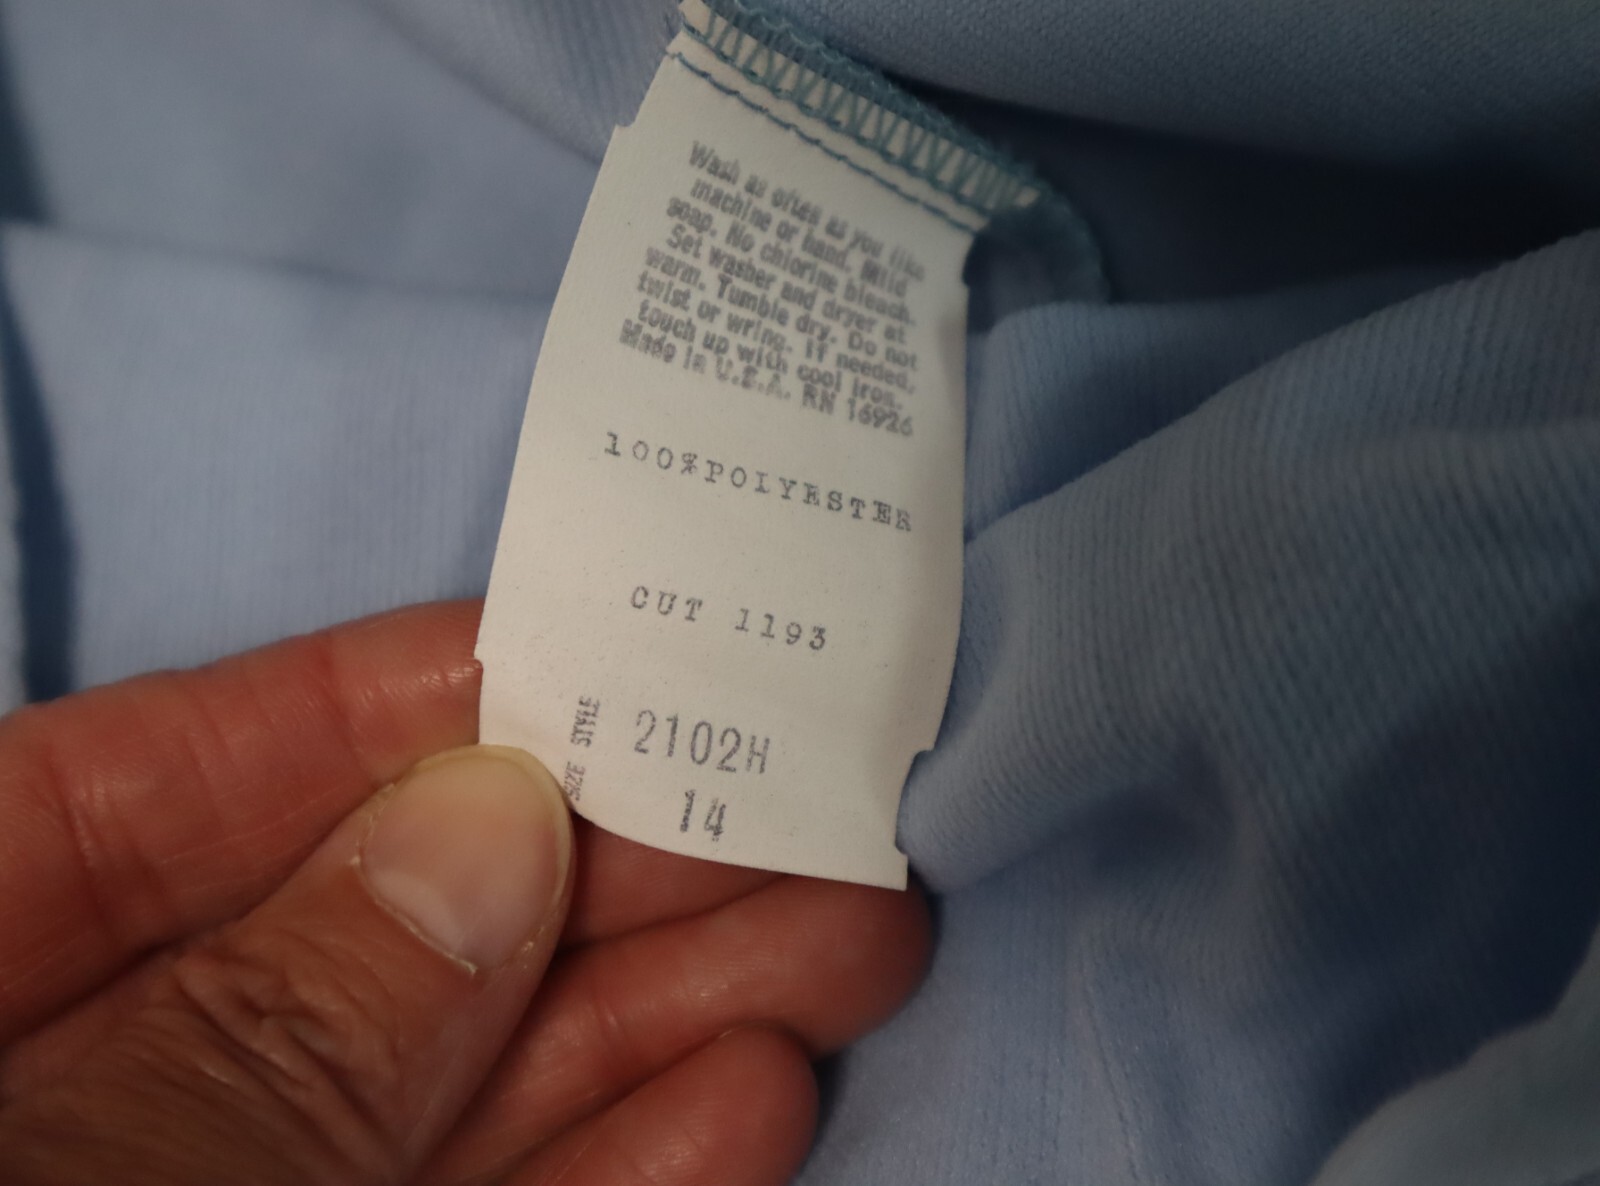 Wash as often as you like
machine or hand. Mild
soap. No chlorine bleach.
Set washer and dryer at
warm. Tumble dry. Do not
twist or wring. If needed,
touch up with cool iron.
Made in U.S.A. RN 16926
100%POLYESTER
CUT 1193
STYLE 2102H
SIZE 14